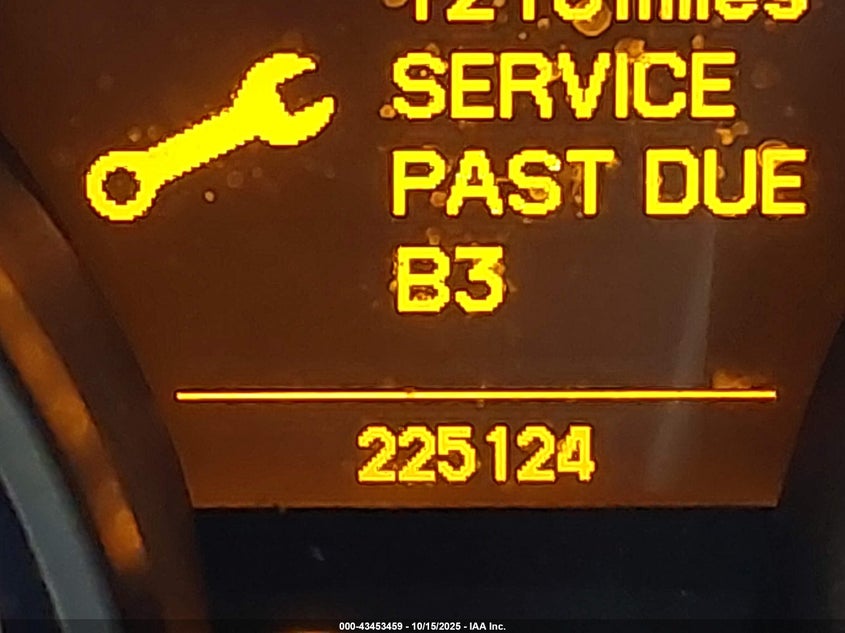 SERVICE
PAST DUE
B3
225124
000-43453459 - 10/15/2025 - IAA Inc.